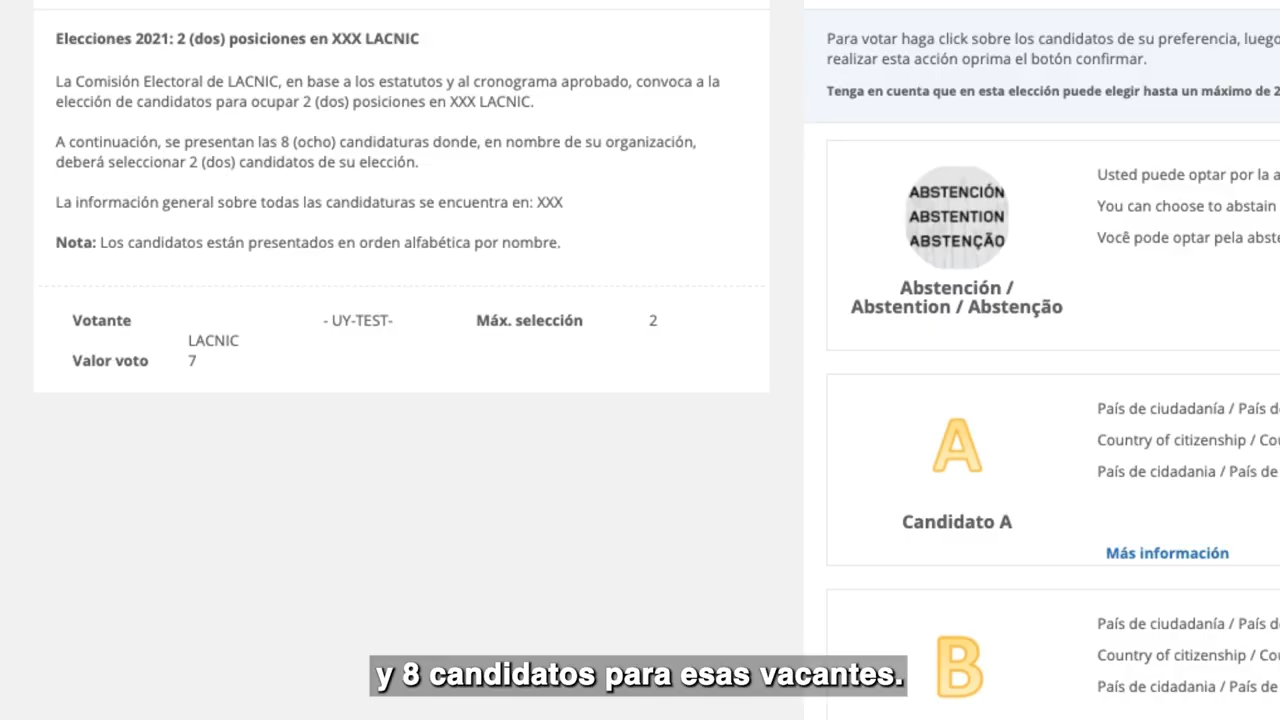 Elecciones 2021: 2 (dos) posiciones en XXX LACNIC
La Comisión Electoral de LACNIC, en base a los estatutos y al cronograma aprobado, convoca a la
elección de candidatos para ocupar 2 (dos) posiciones en XXX LACNIC.
A continuación, se presentan las 8 (ocho) candidaturas donde, en nombre de su organización,
deberá seleccionar 2 (dos) candidatos de su elección.
La información general sobre todas las candidaturas se encuentra en: XXX
Nota: Los candidatos están presentados en orden alfabética por nombre.
Votante - UY-TEST- Máx. selección 2
LACNIC
Valor voto 7
Para votar haga click sobre los candidatos de su preferencia, luego
realizar esta acción oprima el botón confirmar.
Tenga en cuenta que en esta elección puede elegir hasta un máximo de 2
ABSTENCIÓN
ABSTENTION
ABSTENÇÃO
Abstención /
Abstention / Abstenção
Usted puede optar por la a
You can choose to abstain
Você pode optar pela abste
A
Candidato A
País de ciudadanía / País d
Country of citizenship / Co
País de cidadania / País de
Más información
B
País de ciudadanía / País d
Country of citizenship / Co
País de cidadania / País de
y 8 candidatos para esas vacantes.